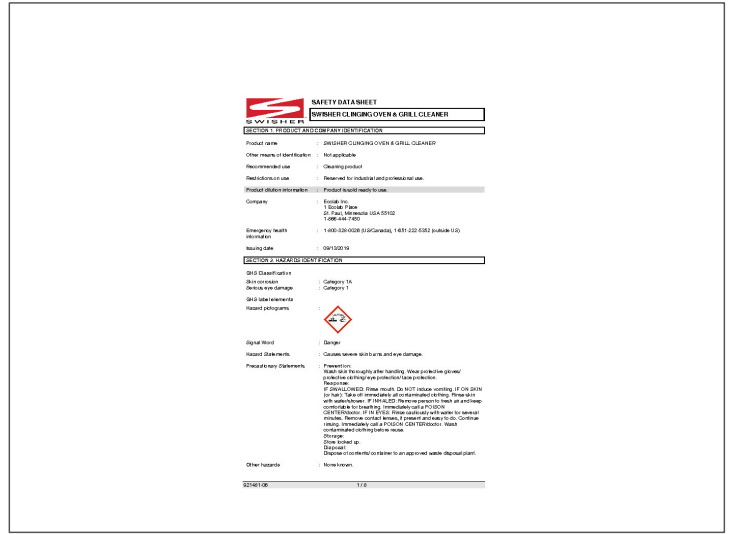 SWISHER
SAFETY DATA SHEET
SWISHER CLINGING OVEN & GRILL CLEANER
SECTION 1. PRODUCT AND COMPANY IDENTIFICATION
Product name : SWISHER CLINGING OVEN & GRILL CLEANER
Other means of identification : Not applicable
Recommended use : Cleaning product
Restrictions on use : Reserved for industrial and professional use.
Product dilution information : Product is sold ready to use.
Company : Ecolab Inc.
1 Ecolab Place
St. Paul, Minnesota USA 55102
1-866-444-7450
Emergency health information : 1-800-328-0026 (US/Canada), 1-651-222-5352 (outside US)
Issuing date : 09/13/2019
SECTION 2. HAZARDS IDENTIFICATION
GHS Classification
Skin corrosion : Category 1A
Serious eye damage : Category 1
GHS label elements
Hazard pictograms :
Signal Word : Danger
Hazard Statements : Causes severe skin burns and eye damage.
Precautionary Statements : Prevention:
Wash skin thoroughly after handling. Wear protective gloves/
protective clothing/ eye protection/ face protection.
Response:
IF SWALLOWED: Rinse mouth. Do NOT induce vomiting. IF ON SKIN
(or hair): Take off immediately all contaminated clothing. Rinse skin
with water/shower. IF INHALED: Remove person to fresh air and keep
comfortable for breathing. Immediately call a POISON
CENTER/doctor. IF IN EYES: Rinse cautiously with water for several
minutes. Remove contact lenses, if present and easy to do. Continue
rinsing. Immediately call a POISON CENTER/doctor. Wash
contaminated clothing before reuse.
Storage:
Store locked up.
Disposal:
Dispose of contents/ container to an approved waste disposal plant.
Other hazards : None known.
921491-06 1 / 8